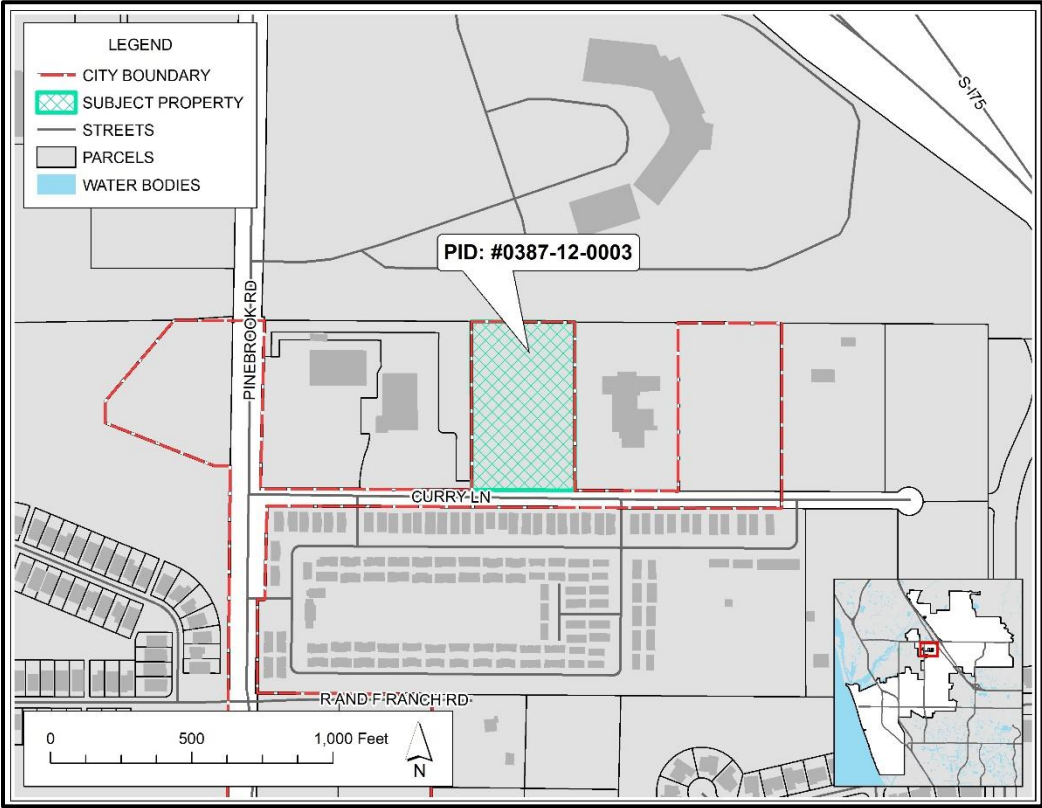 LEGEND
CITY BOUNDARY
SUBJECT PROPERTY
STREETS
PARCELS
WATER BODIES
S I75
PID: #0387-12-0003
PINEBROOK RD
CURRY LN
R AND F RANCH RD
0 500 1,000 Feet
N